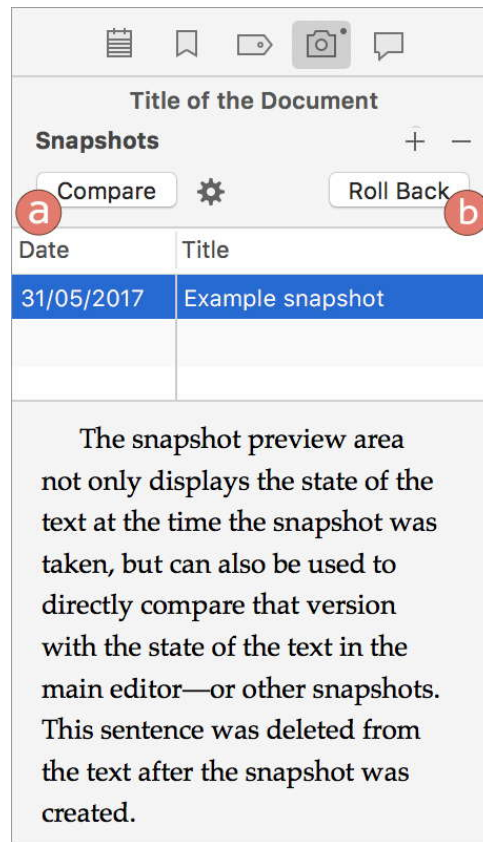 Title of the Document
Snapshots + −
Compare Roll Back
a b
Date Title
31/05/2017 Example snapshot
The snapshot preview area
not only displays the state of the
text at the time the snapshot was
taken, but can also be used to
directly compare that version
with the state of the text in the
main editor—or other snapshots.
This sentence was deleted from
the text after the snapshot was
created.